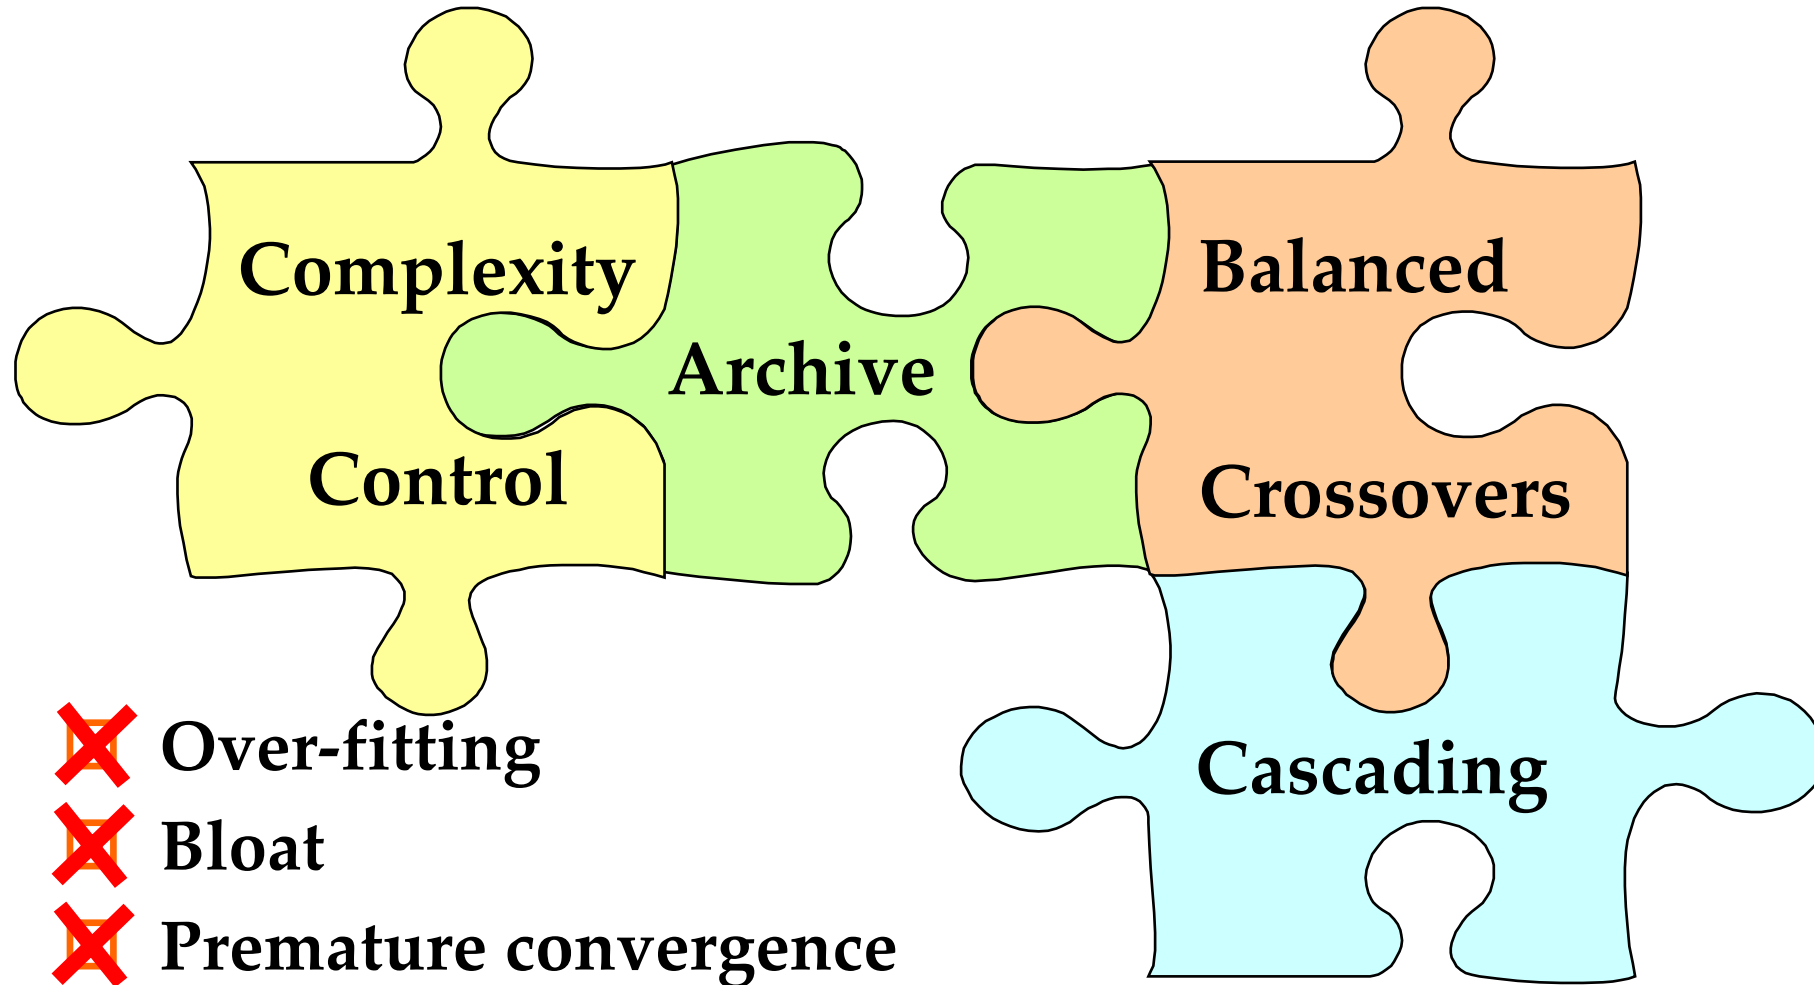 Complexity
Control
Archive
Balanced
Crossovers
Cascading
Over-fitting
Bloat
Premature convergence